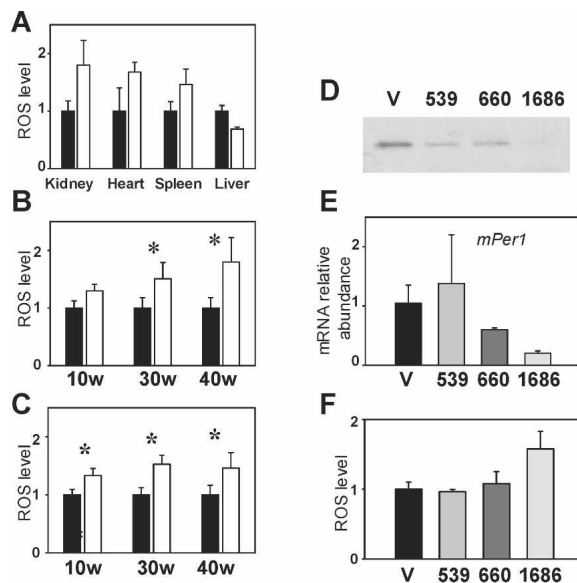 A
ROS level
2
1
0
Kidney Heart Spleen Liver
B
ROS level
2
1
0
* *
10w 30w 40w
C
ROS level
2
1
0
* * *
10w 30w 40w
D
V 539 660 1686
E
mPer1
mRNA relative
abundance
2
1
0
V 539 660 1686
F
ROS level
2
1
0
V 539 660 1686